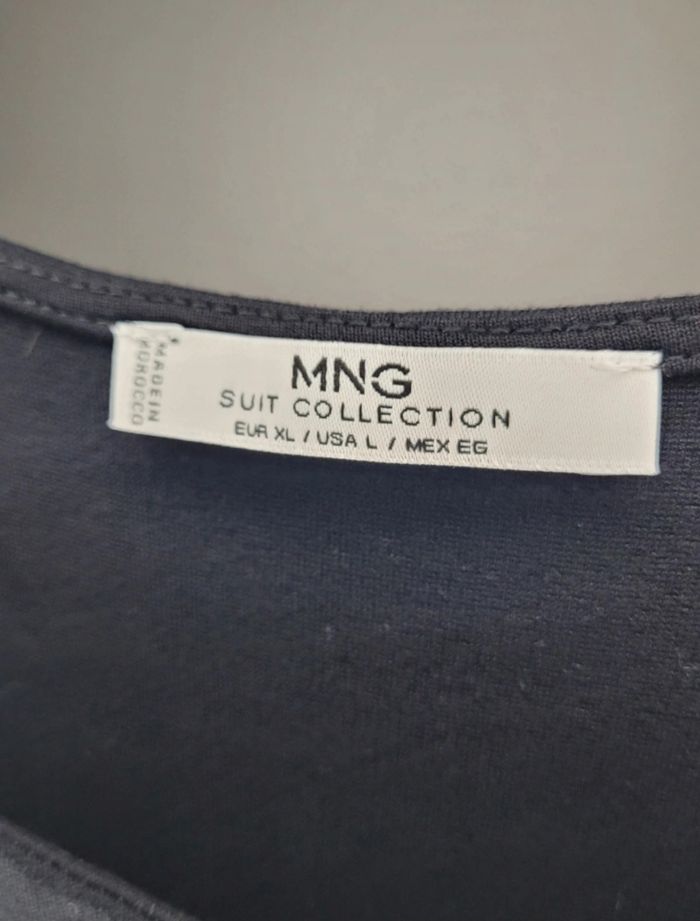 MNG
SUIT COLLECTION
EUR XL / USA L / MEX EG
MADE IN
MOROCCO